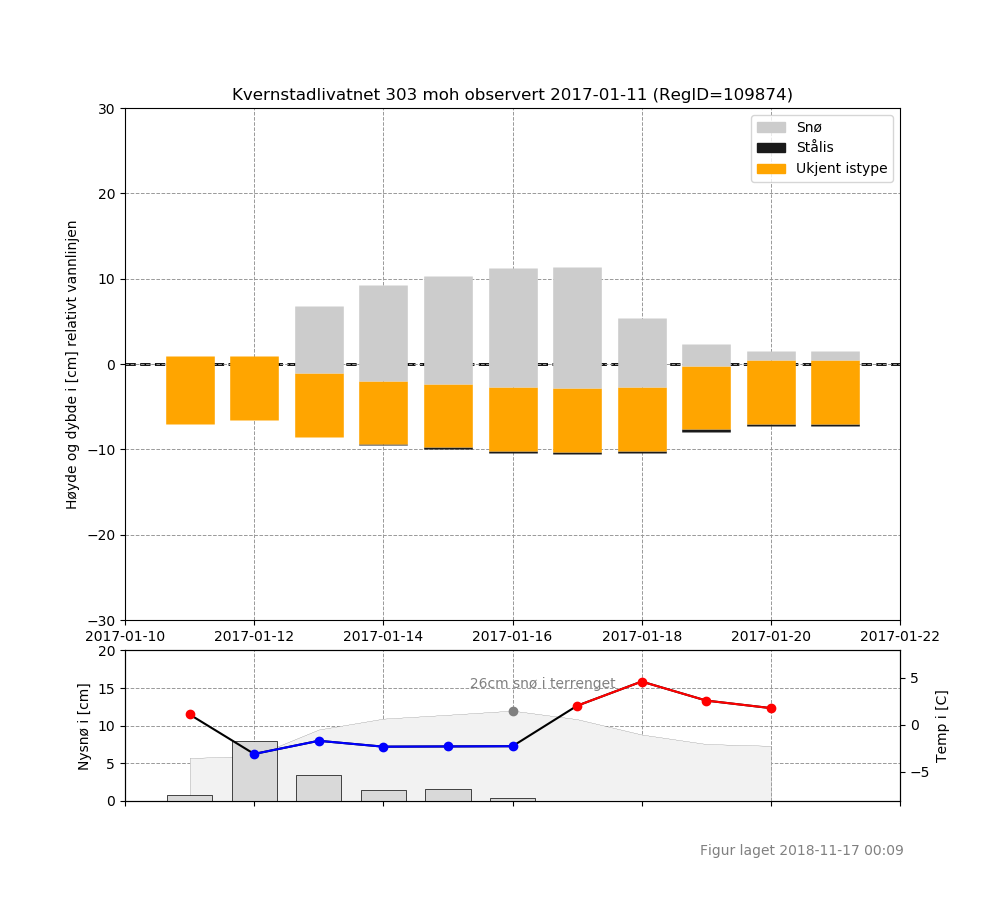 Kvernstadlivatnet 303 moh observert 2017-01-11 (RegID=109874)
30
20
10
0
−10
−20
−30
Høyde og dybde i [cm] relativt vannlinjen
Snø
Stålis
Ukjent istype
2017-01-10 2017-01-12 2017-01-14 2017-01-16 2017-01-18 2017-01-20 2017-01-22
20
15
10
5
0
Nysnø i [cm]
26cm snø i terrenget
5
0
−5
Temp i [C]
Figur laget 2018-11-17 00:09